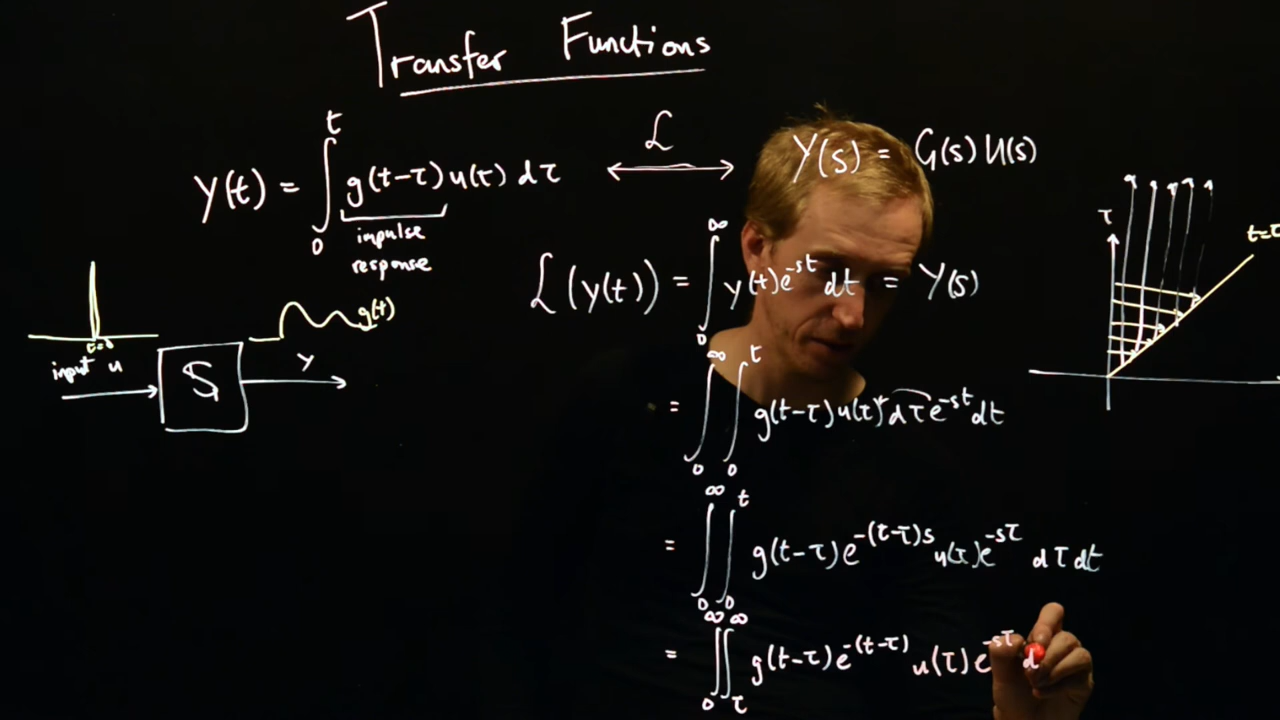 Transfer Functions
y(t) = ∫₀ᵗ g(t-τ) u(τ) dτ ⟷ ℒ Y(s) = G(s) U(s)
impulse
response
ℒ(y(t)) = ∫₀^∞ y(t)e^{-st} dt = Y(s)
τ
t=τ
g(t)
t=0
input u
S
y
= ∫₀^∞ ∫₀ᵗ g(t-τ)u(τ) dτ e^{-st} dt
= ∫₀^∞ ∫₀ᵗ g(t-τ)e^{-(t-τ)s} u(τ)e^{-sτ} dτ dt
= ∫₀^∞ ∫_τ^∞ g(t-τ)e^{-(t-τ)} u(τ) e^{-sτ} d